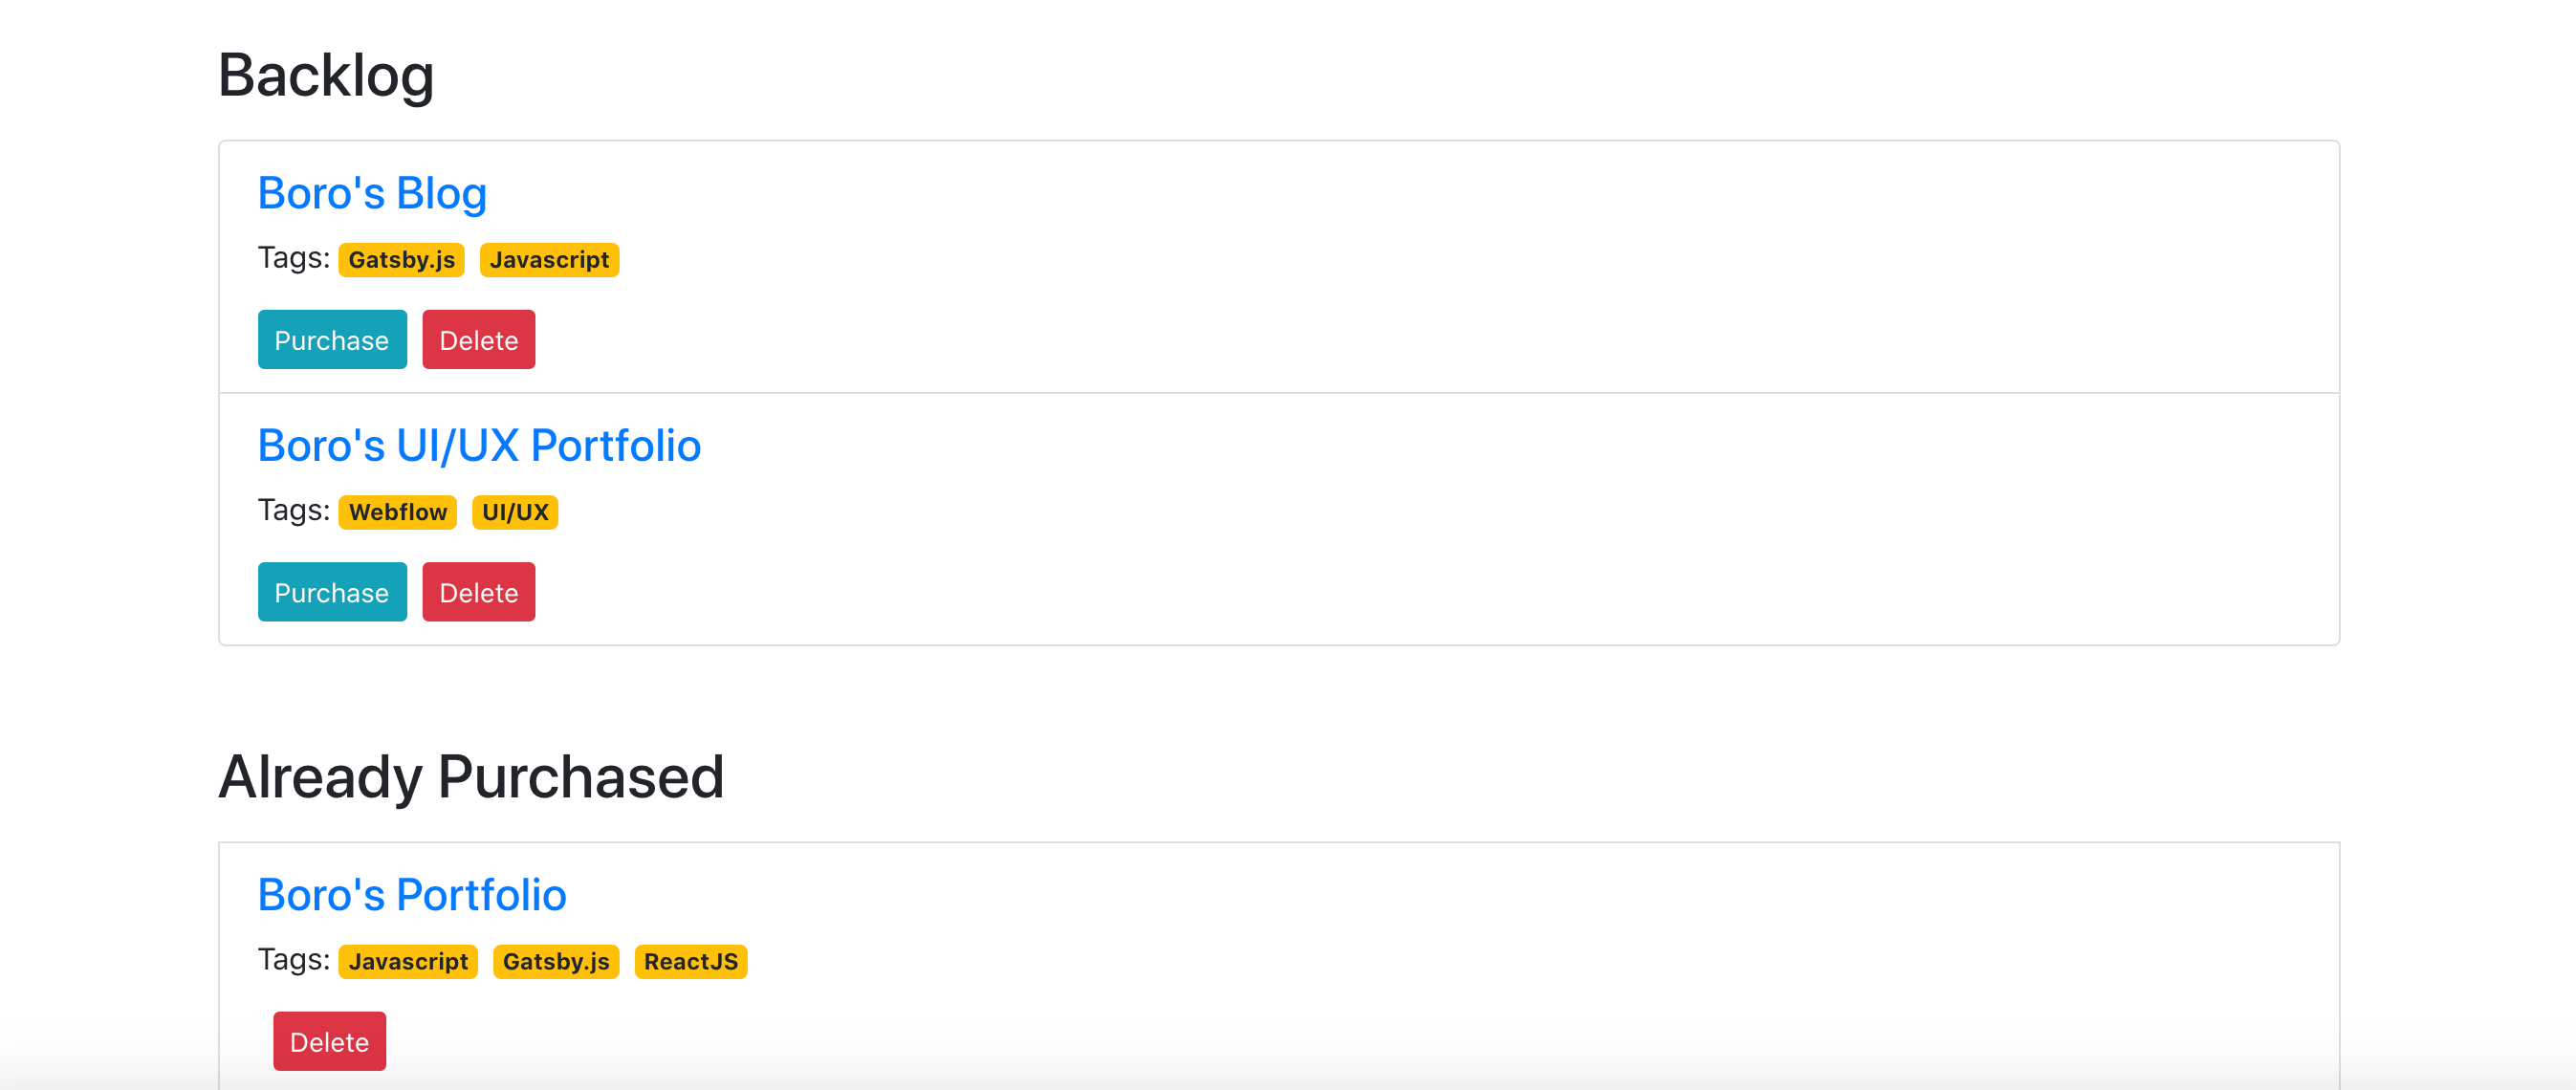 Backlog
Boro's Blog
Tags: Gatsby.js Javascript
Purchase Delete
Boro's UI/UX Portfolio
Tags: Webflow UI/UX
Purchase Delete
Already Purchased
Boro's Portfolio
Tags: Javascript Gatsby.js ReactJS
Delete